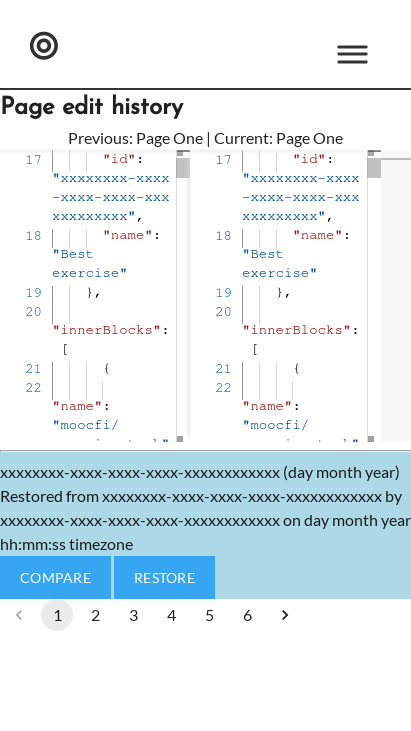 Page edit history
Previous: Page One | Current: Page One
17 "id":
"xxxxxxxx-xxxx
-xxxx-xxxx-xxx
xxxxxxxxx",
18 "name":
"Best
exercise"
19 },
20
"innerBlocks":
[
21 {
22
"name":
"moocfi/
17 "id":
"xxxxxxxx-xxxx
-xxxx-xxxx-xxx
xxxxxxxxx",
18 "name":
"Best
exercise"
19 },
20
"innerBlocks":
[
21 {
22
"name":
"moocfi/
xxxxxxxx-xxxx-xxxx-xxxx-xxxxxxxxxxxx (day month year)
Restored from xxxxxxxx-xxxx-xxxx-xxxx-xxxxxxxxxxxx by
xxxxxxxx-xxxx-xxxx-xxxx-xxxxxxxxxxxx on day month year
hh:mm:ss timezone
COMPARE RESTORE
1 2 3 4 5 6